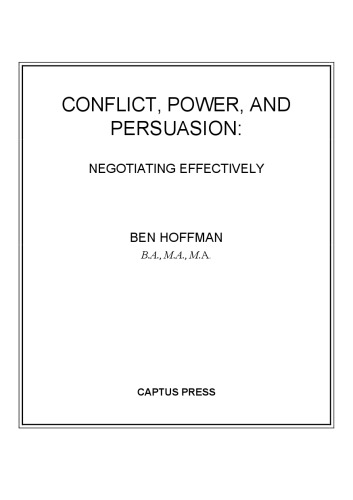 CONFLICT, POWER, AND
PERSUASION:
NEGOTIATING EFFECTIVELY
BEN HOFFMAN
B.A., M.A., M.A.
CAPTUS PRESS